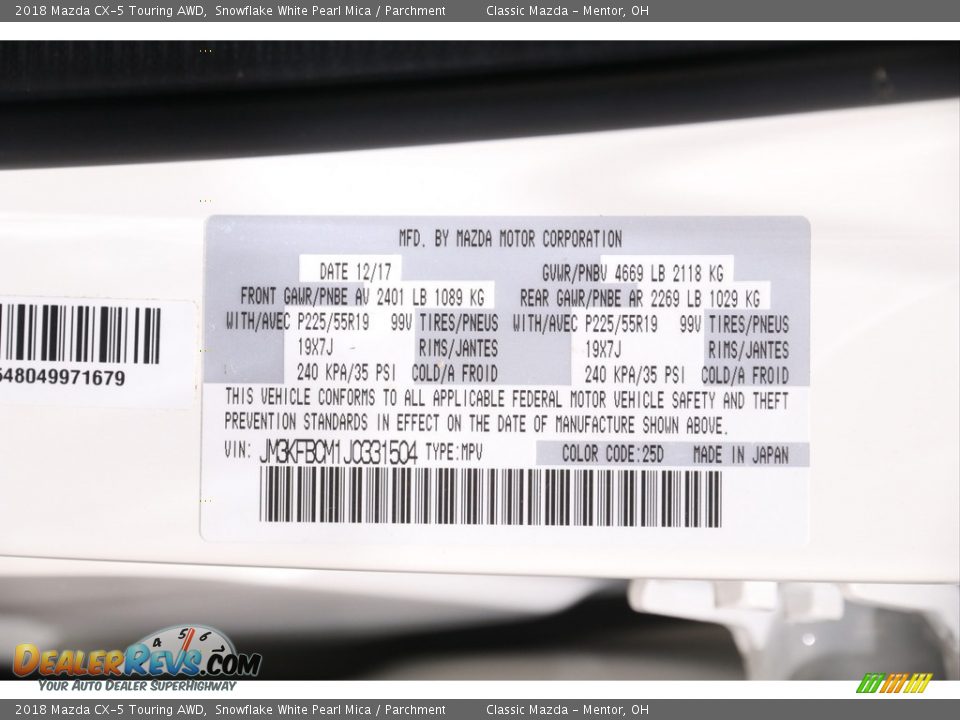 2018 Mazda CX-5 Touring AWD, Snowflake White Pearl Mica / Parchment Classic Mazda - Mentor, OH
MFD. BY MAZDA MOTOR CORPORATION
DATE 12/17 GVWR/PNBV 4669 LB 2118 KG
FRONT GAWR/PNBE AV 2401 LB 1089 KG REAR GAWR/PNBE AR 2269 LB 1029 KG
WITH/AVEC P225/55R19 99V TIRES/PNEUS WITH/AVEC P225/55R19 99V TIRES/PNEUS
19X7J RIMS/JANTES 19X7J RIMS/JANTES
240 KPA/35 PSI COLD/A FROID 240 KPA/35 PSI COLD/A FROID
THIS VEHICLE CONFORMS TO ALL APPLICABLE FEDERAL MOTOR VEHICLE SAFETY AND THEFT
PREVENTION STANDARDS IN EFFECT ON THE DATE OF MANUFACTURE SHOWN ABOVE.
VIN: JM3KFBCM1J0331504 TYPE:MPV COLOR CODE:25D MADE IN JAPAN
548049971679
4 5 6
DEALERREVS.COM
YOUR AUTO DEALER SUPERHIGHWAY
2018 Mazda CX-5 Touring AWD, Snowflake White Pearl Mica / Parchment Classic Mazda - Mentor, OH